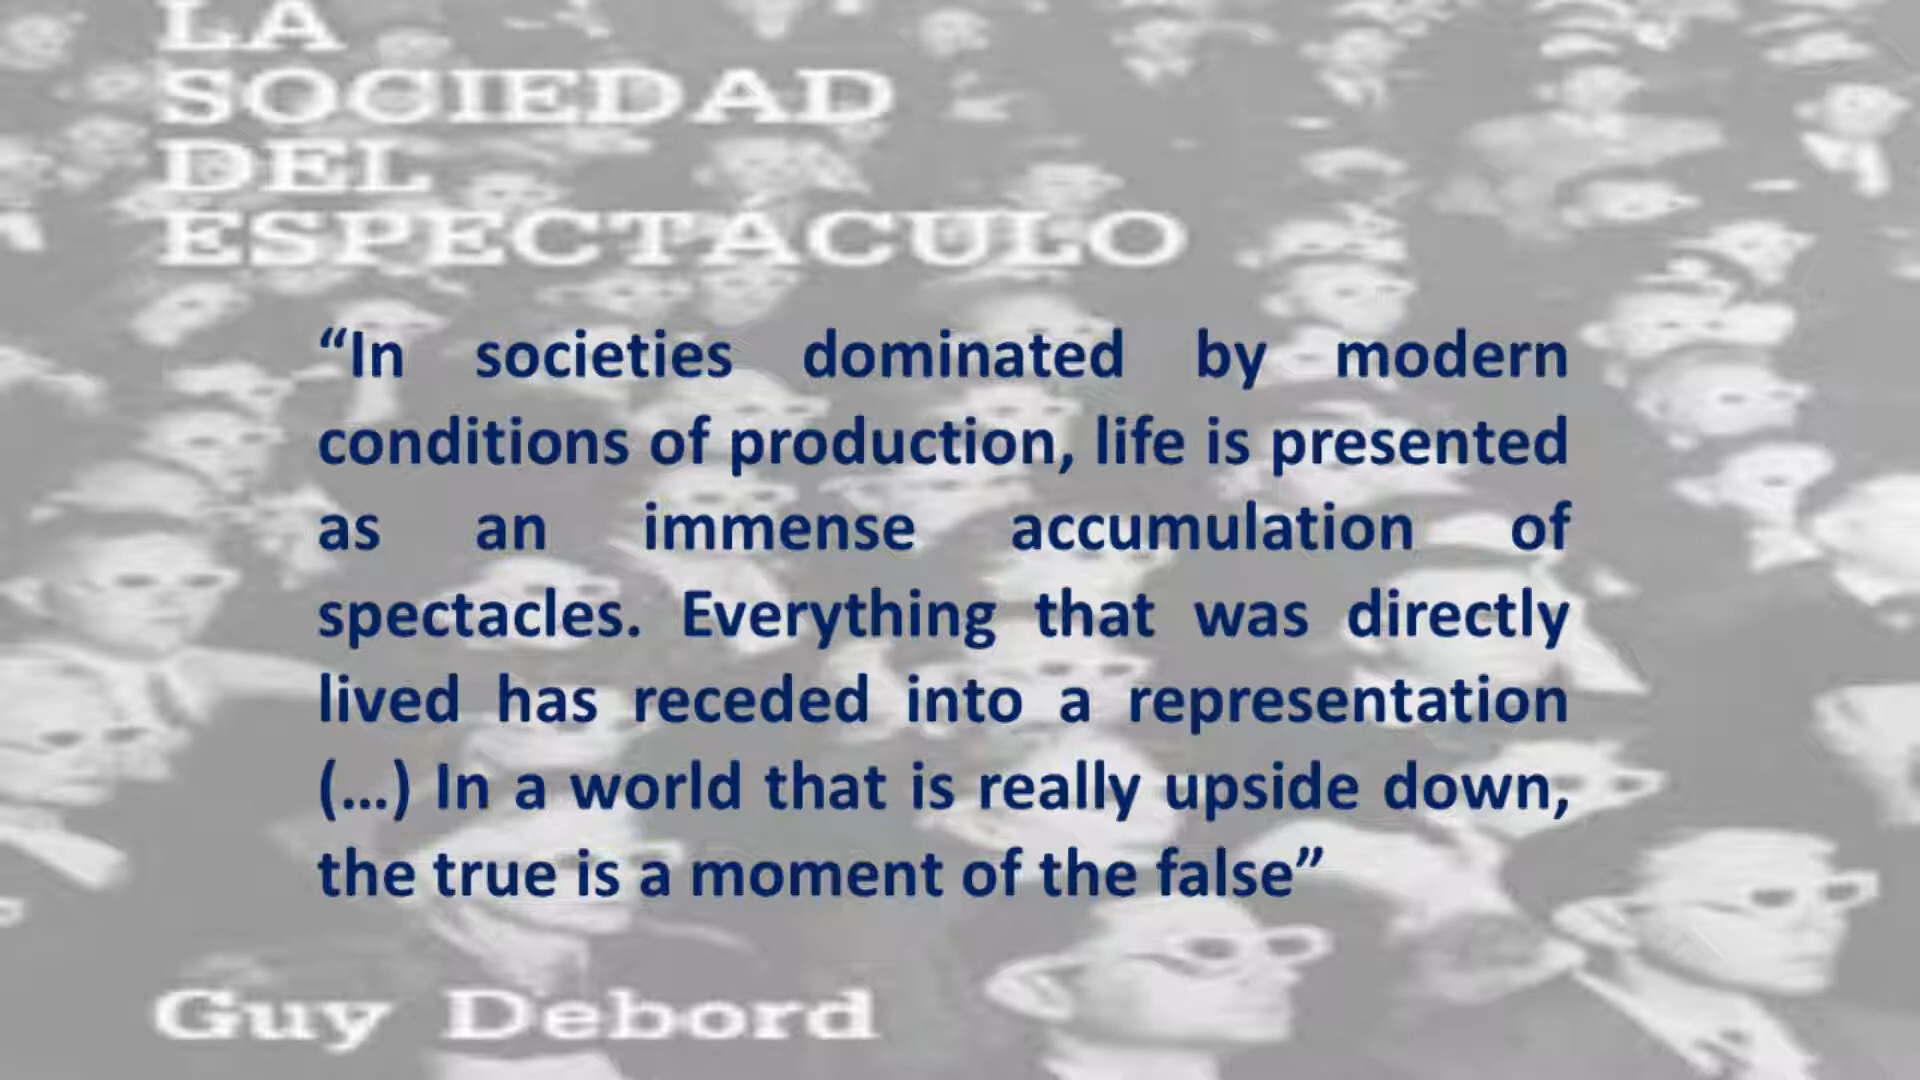 LA
SOCIEDAD
DEL
ESPECTACULO
“In societies dominated by modern
conditions of production, life is presented
as an immense accumulation of
spectacles. Everything that was directly
lived has receded into a representation
(...) In a world that is really upside down,
the true is a moment of the false”
Guy Debord